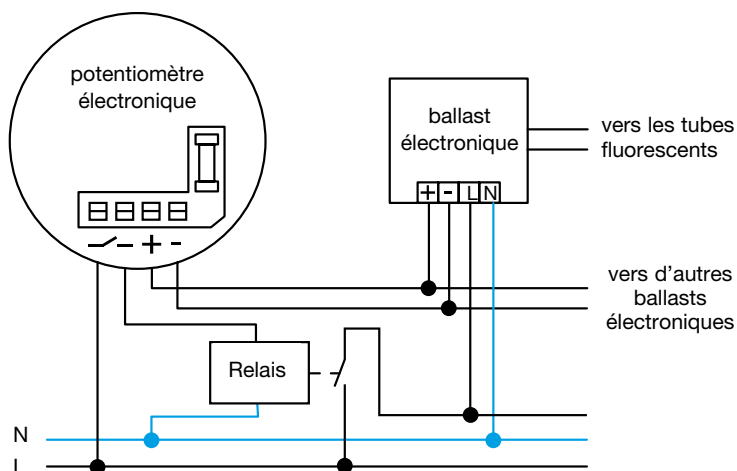 potentiomètre
électronique
+ -
ballast
électronique
+ - L N
vers les tubes
fluorescents
vers d'autres
ballasts
électroniques
Relais
N
L